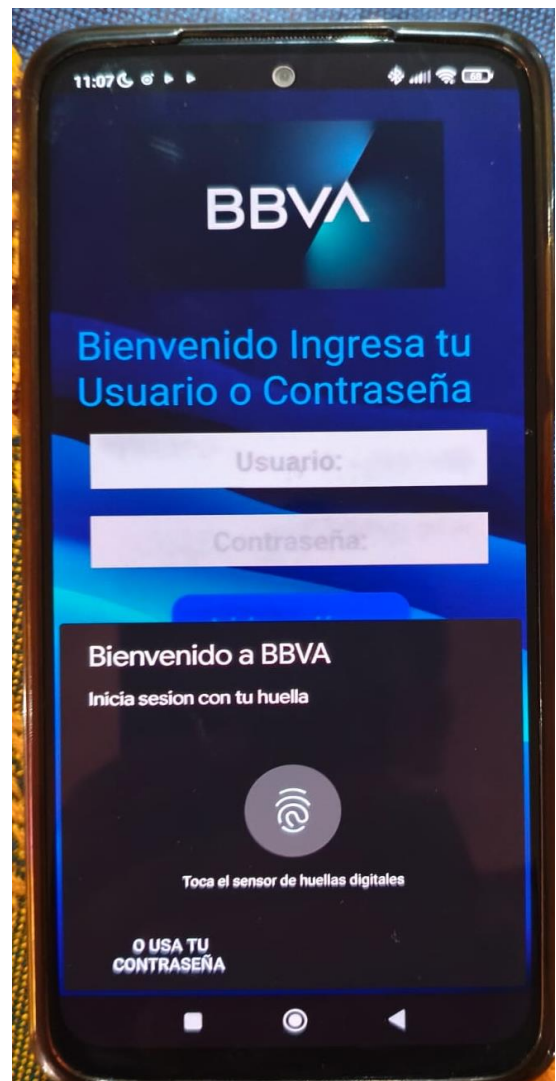 11:07
60
BBVA
Bienvenido Ingresa tu
Usuario o Contraseña
Usuario:
Contraseña:
Bienvenido a BBVA
Inicia sesion con tu huella
Toca el sensor de huellas digitales
O USA TU
CONTRASEÑA